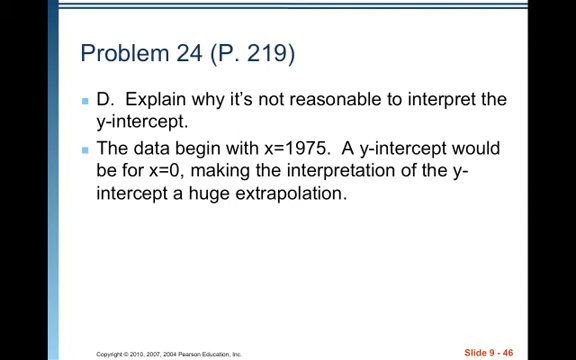 Problem 24 (P. 219)
D. Explain why it's not reasonable to interpret the
y-intercept.
The data begin with x=1975. A y-intercept would
be for x=0, making the interpretation of the y-
intercept a huge extrapolation.
Copyright © 2010, 2007, 2004 Pearson Education, Inc.
Slide 9 - 46